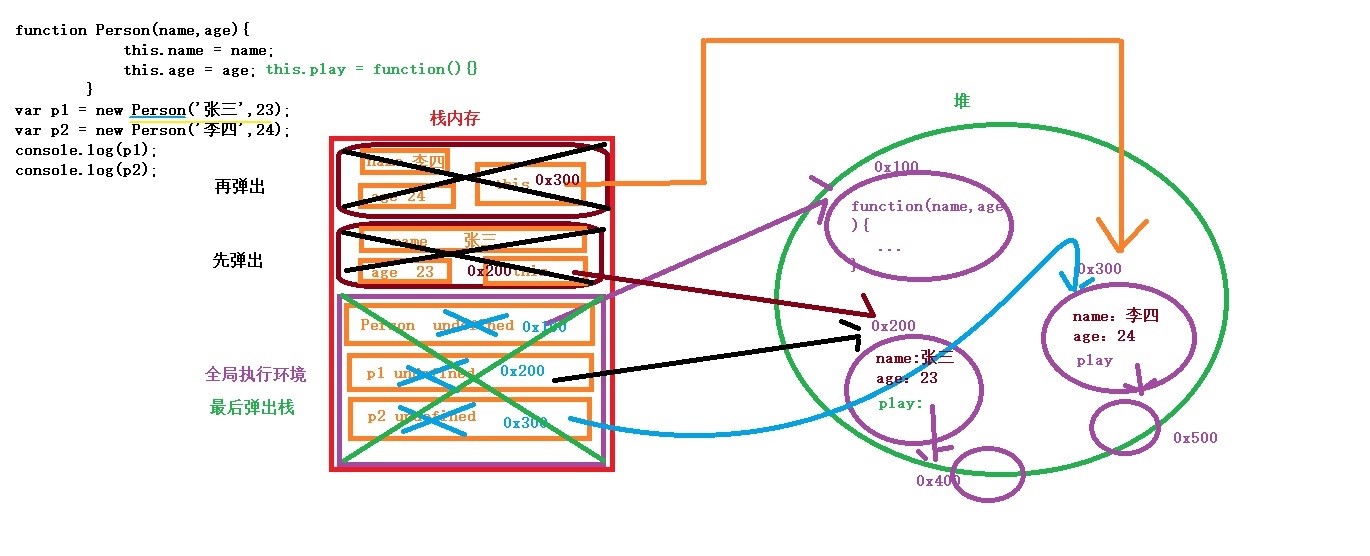 function Person(name,age){
this.name = name;
this.age = age; this.play = function(){}
}
var p1 = new Person('张三',23);
var p2 = new Person('李四',24);
console.log(p1);
console.log(p2);
栈内存
堆
再弹出
name 李四
age 24
this 0x300
先弹出
name 张三
age 23
0x200 this
全局执行环境
最后弹出栈
Person undefined 0x100
p1 undefined 0x200
p2 undefined 0x300
0x100
function(name,age
){
...
}
0x200
name:张三
age: 23
play:
0x400
0x300
name: 李四
age: 24
play
0x500